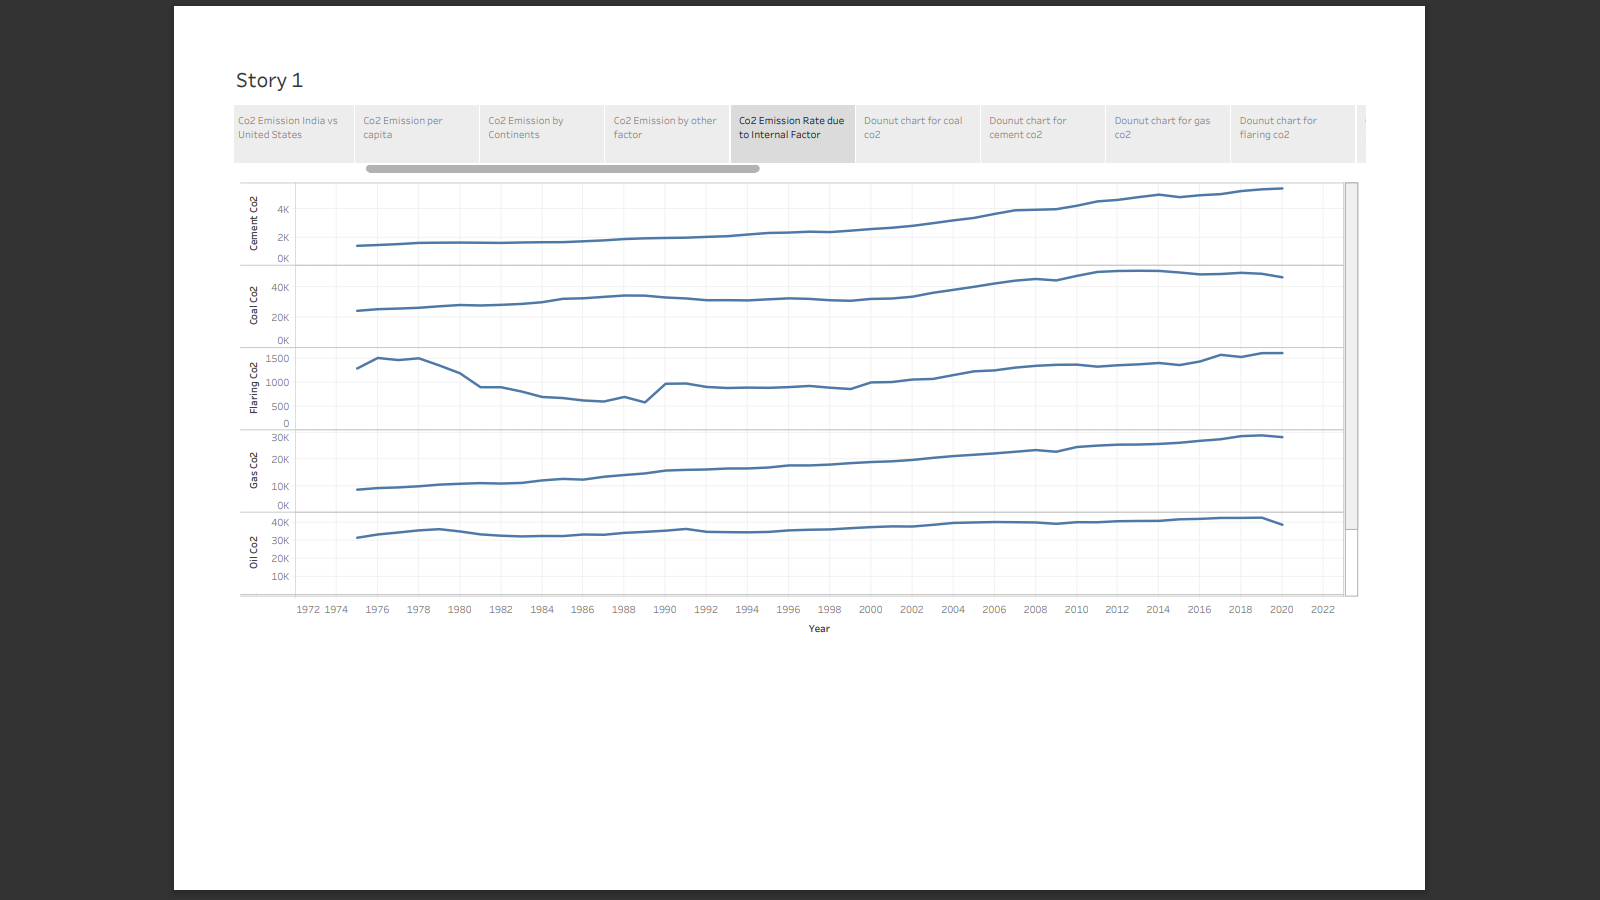 Story 1
Co2 Emission India vs
United States
Co2 Emission per
capita
Co2 Emission by
Continents
Co2 Emission by other
factor
Co2 Emission Rate due
to Internal Factor
Dounut chart for coal
co2
Dounut chart for
cement co2
Dounut chart for gas
co2
Dounut chart for
flaring co2
Cement Co2
4K
2K
0K
Coal Co2
40K
20K
0K
Flaring Co2
1500
1000
500
0
Gas Co2
30K
20K
10K
0K
Oil Co2
40K
30K
20K
10K
1972 1974 1976 1978 1980 1982 1984 1986 1988 1990 1992 1994 1996 1998 2000 2002 2004 2006 2008 2010 2012 2014 2016 2018 2020 2022
Year